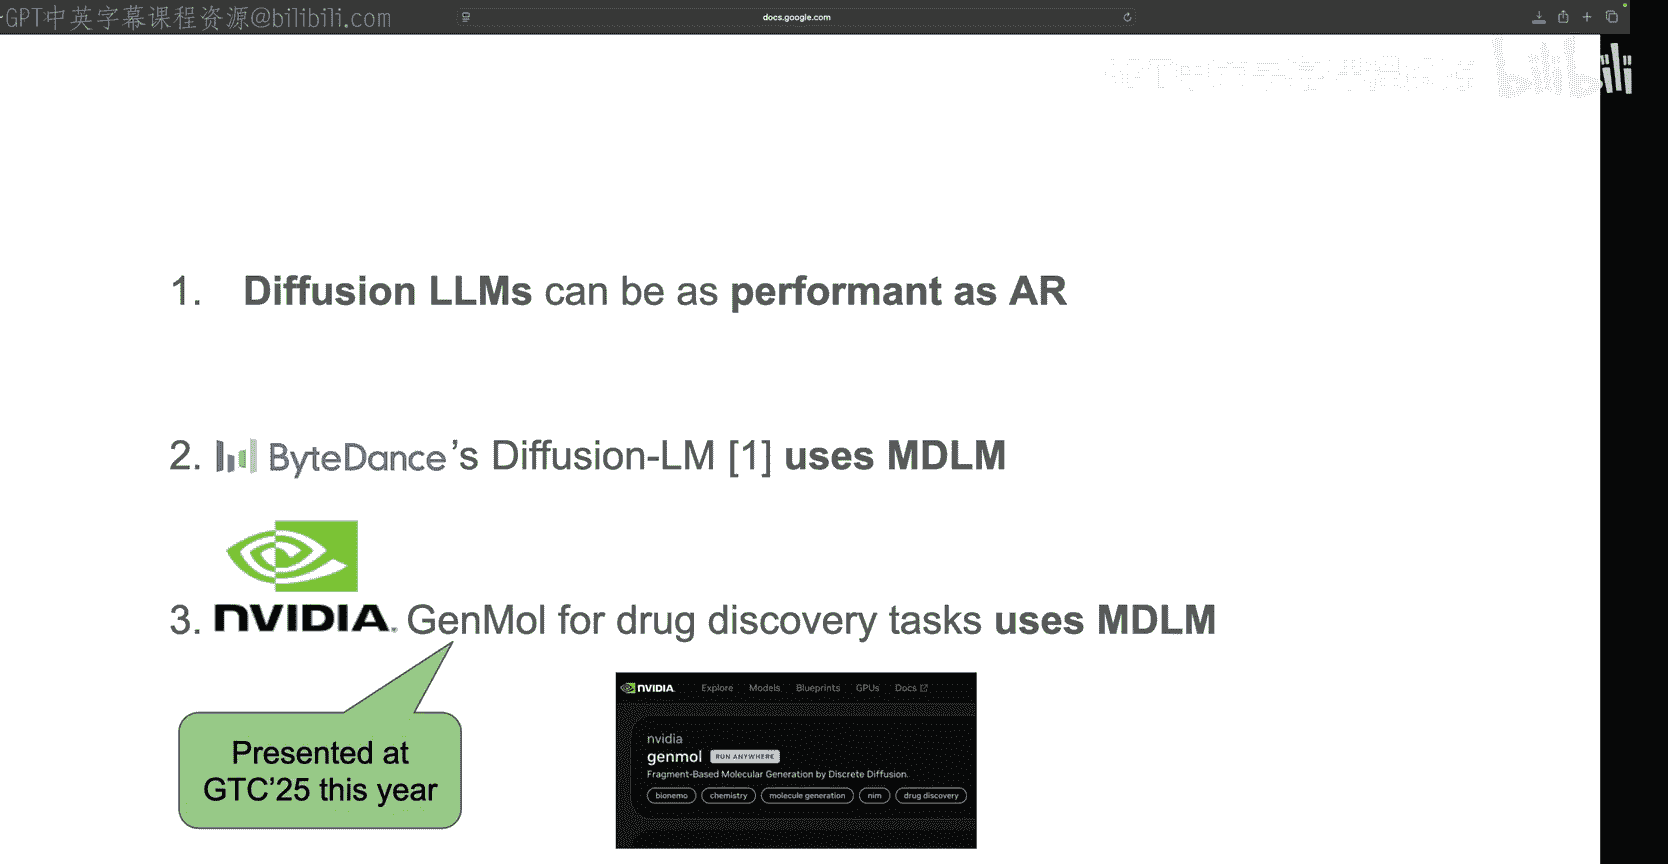 GPT中英字幕课程资源@bilibili.com
docs.google.com
bilibili
1. Diffusion LLMs can be as performant as AR
2. ByteDance's Diffusion-LM [1] uses MDLM
3. NVIDIA. GenMol for drug discovery tasks uses MDLM
Presented at
GTC'25 this year
NVIDIA. Explore Models Blueprints GPUs Docs
nvidia
genmol RUN ANYWHERE
Fragment-Based Molecular Generation by Discrete Diffusion.
bionemo chemistry molecule generation nim drug discovery